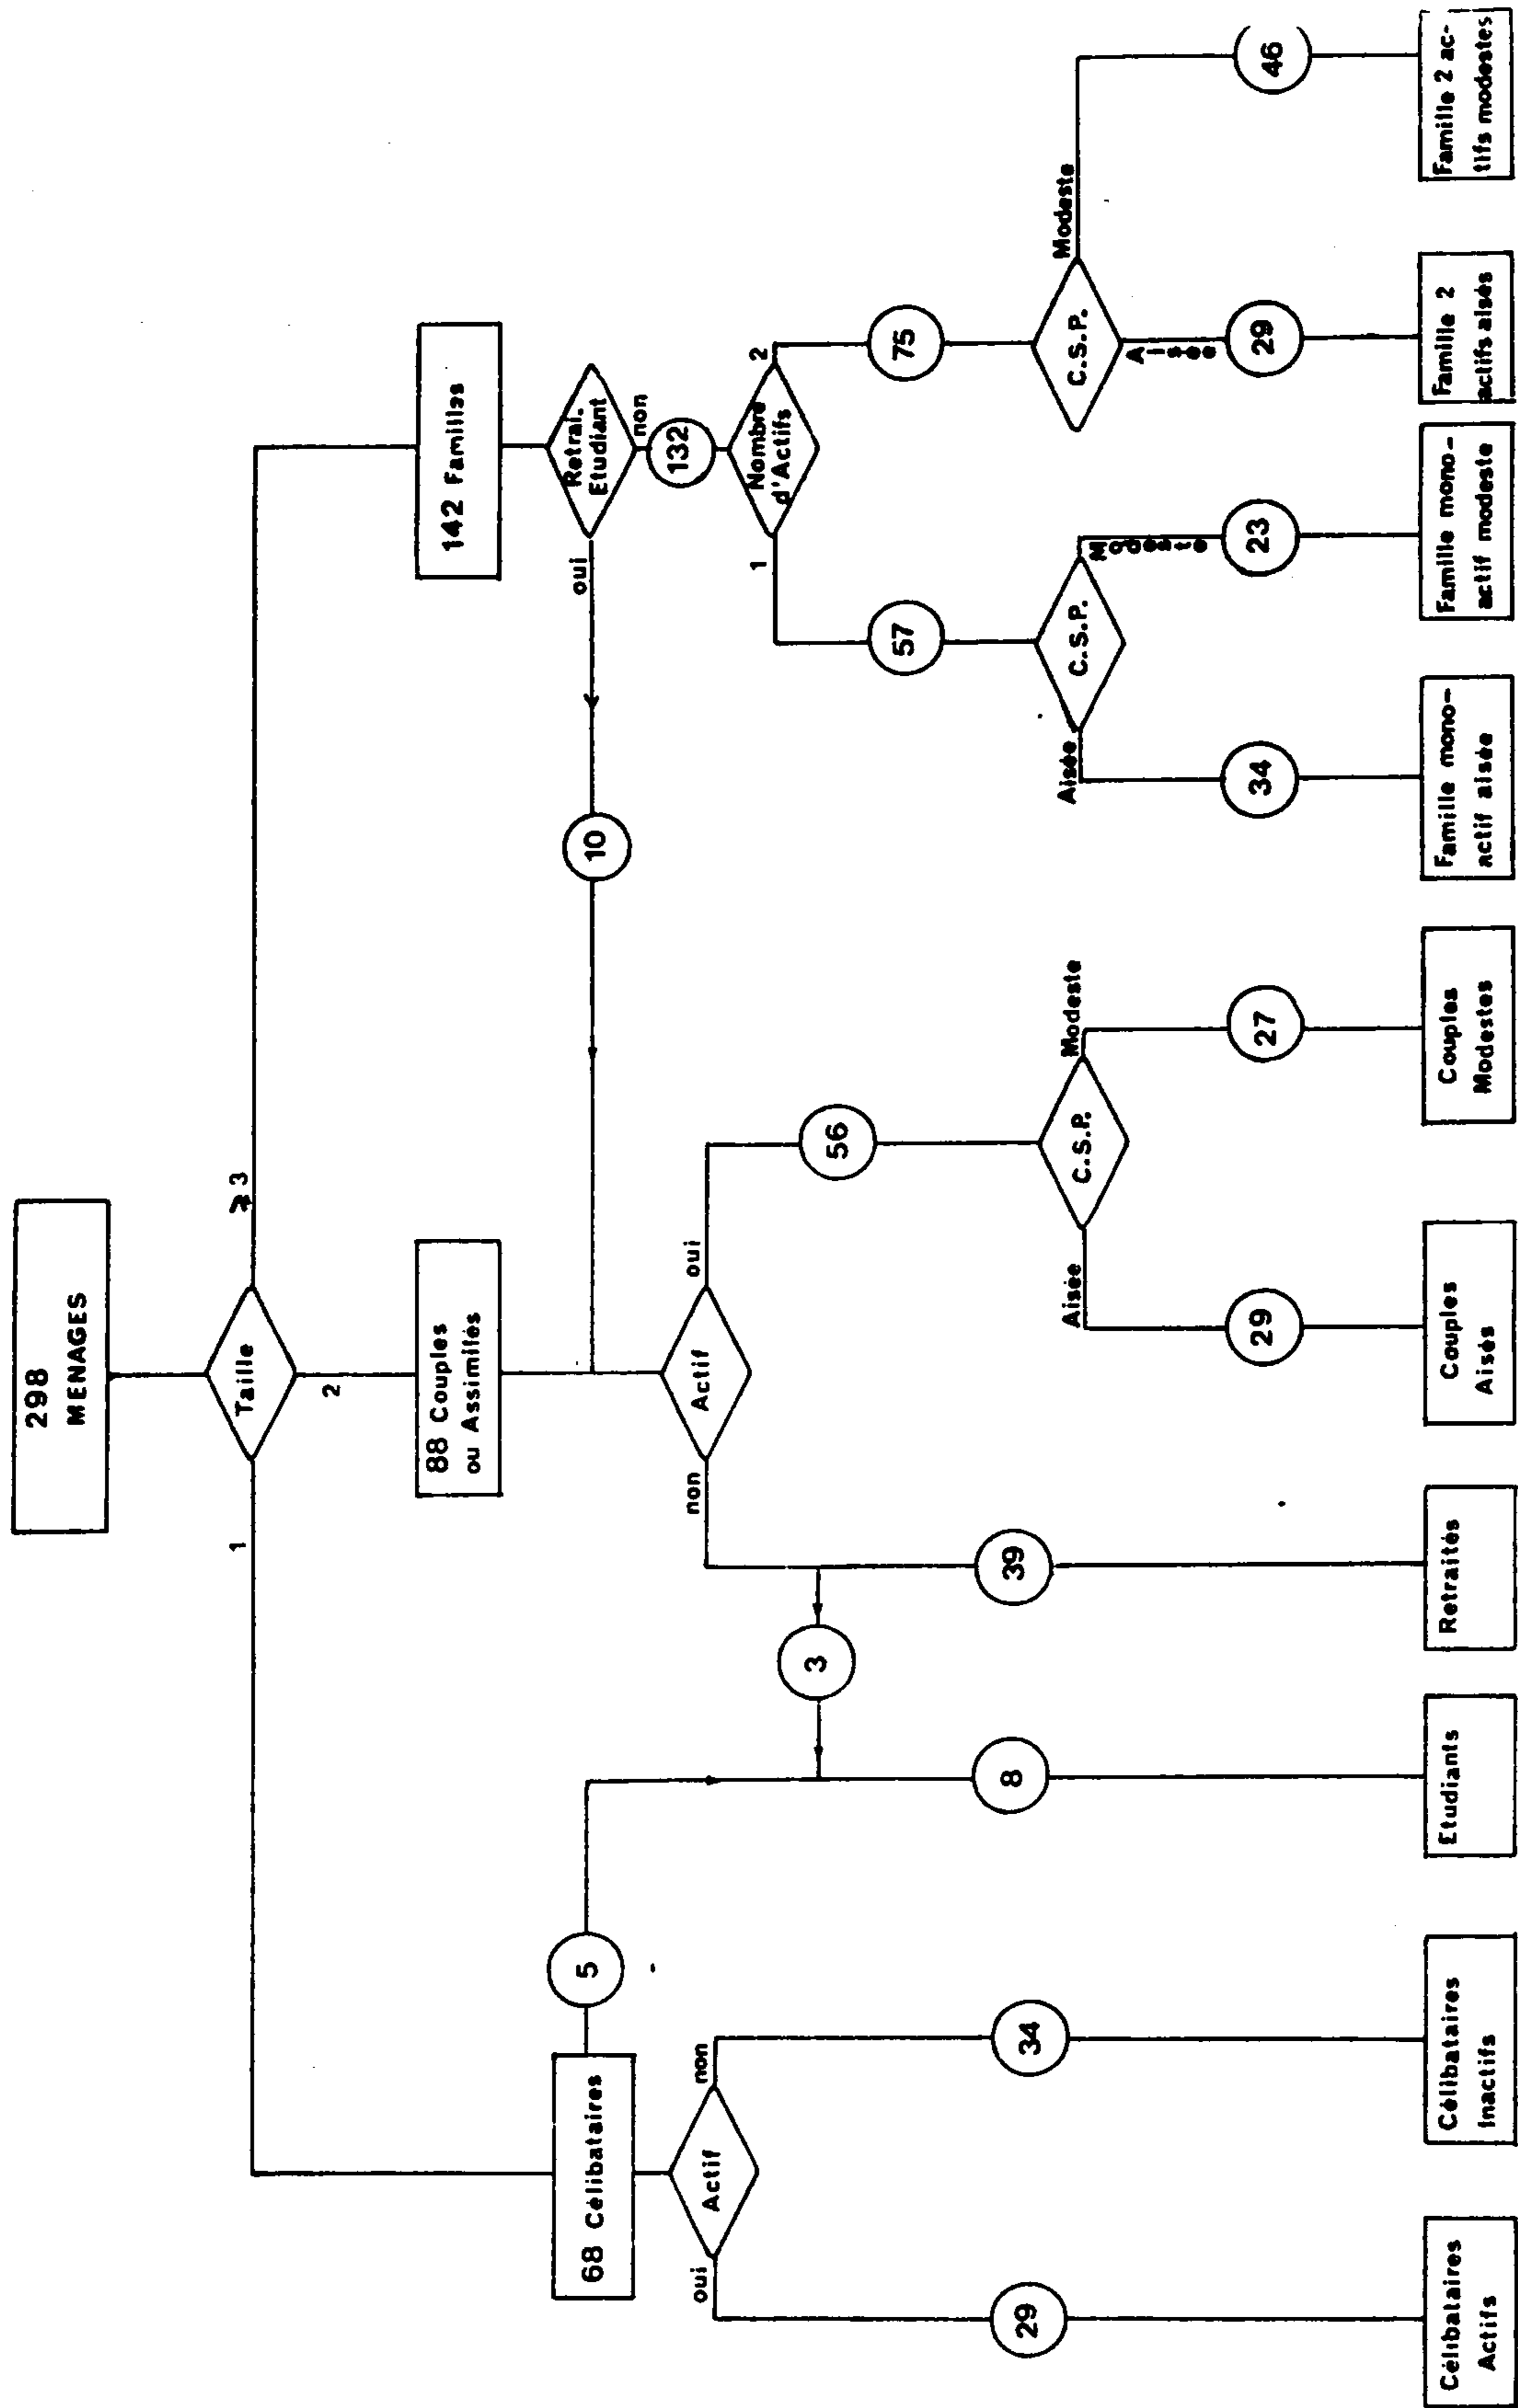 298
MENAGES
Taille
1
2
⩾3
68 Célibataires
88 Couples
ou Assimilés
142 Familles
5
Retrai.
Etudiant
oui
non
10
132
Actif
oui
non
Actif
non
oui
Nombre
d'Actifs
1
2
3
56
57
75
29
34
8
39
C.S.P.
Aisée
Modeste
C.S.P.
Aisée
Modeste
C.S.P.
Aisée
Modeste
29
27
34
23
29
46
Célibataires
Actifs
Célibataires
Inactifs
Etudiants
Retraités
Couples
Aisés
Couples
Modestes
Famille mono-
actif aisée
Famille mono-
actif modeste
Famille 2
actifs aisés
Famille 2 ac-
tifs modestes